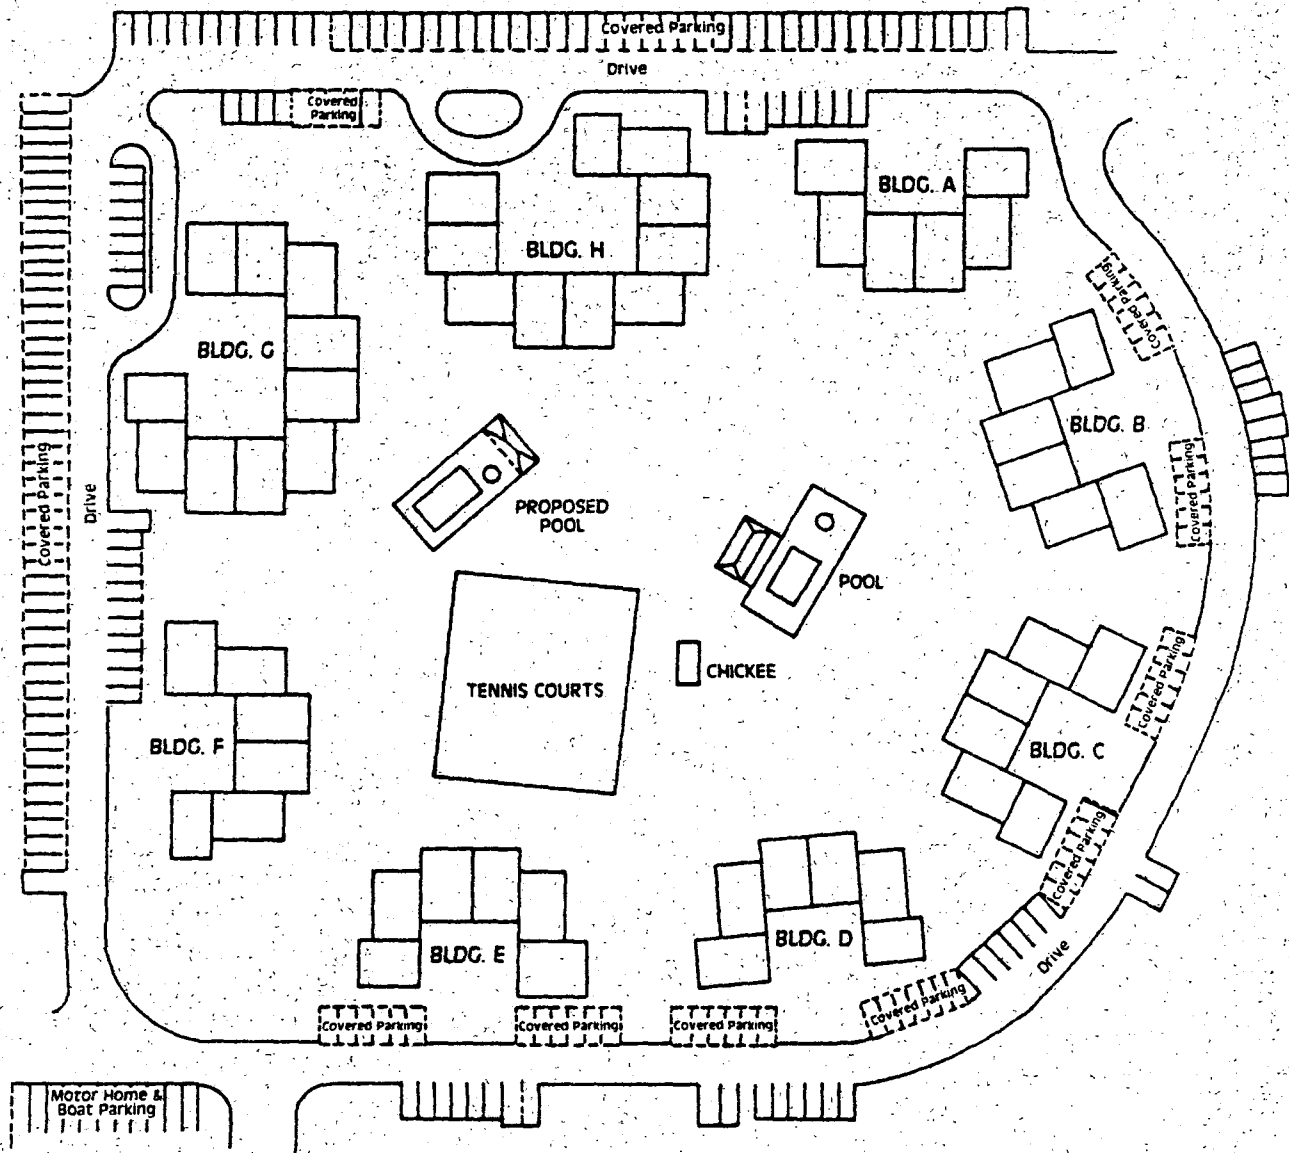 Covered Parking
Drive
Covered
Parking
BLDG. A
BLDG. H
Covered Parking
BLDG. G
BLDG. B
Covered Parking
Covered Parking
Drive
PROPOSED
POOL
POOL
TENNIS COURTS
CHICKEE
Covered Parking
BLDG. F
BLDG. C
Covered Parking
BLDG. E
BLDG. D
Drive
Covered Parking
Covered Parking
Covered Parking
Covered Parking
Motor Home &
Boat Parking